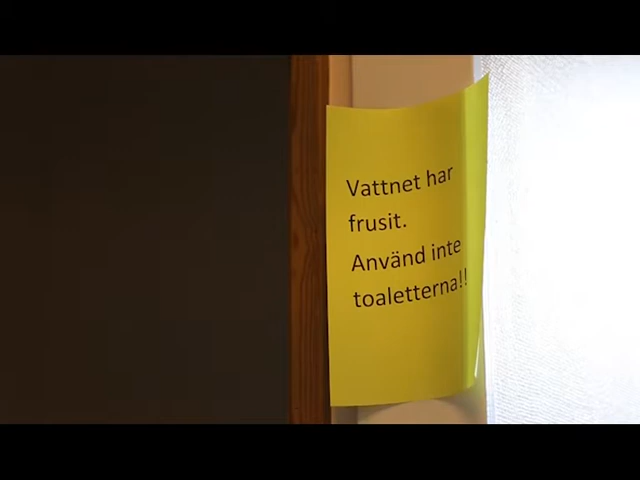 Vattnet har
frusit.
Använd inte
toaletterna!!